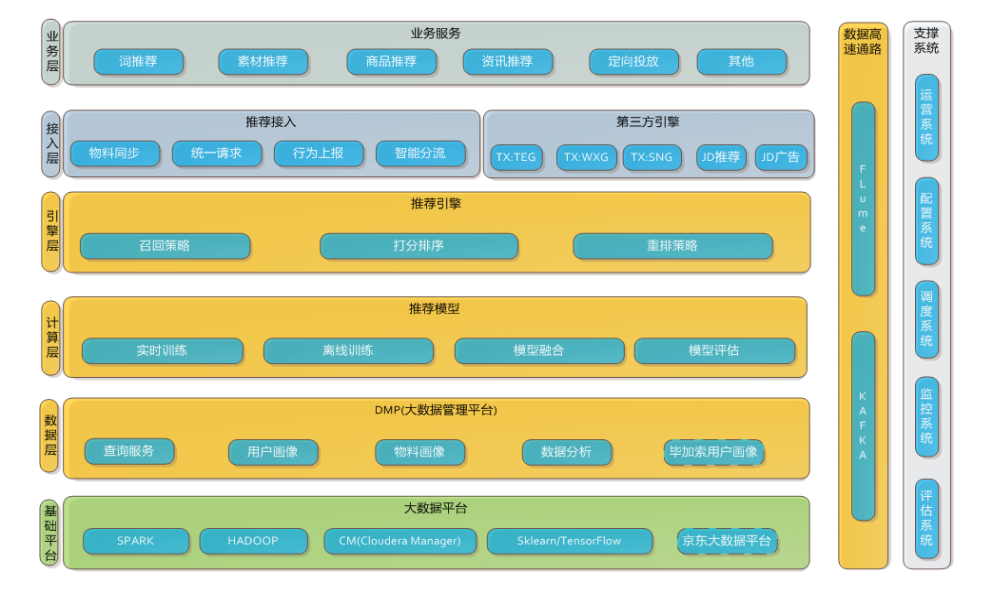 业务层
业务服务
词推荐
素材推荐
商品推荐
资讯推荐
定向投放
其他
接入层
推荐接入
物料同步
统一请求
行为上报
智能分流
第三方引擎
TX:TEG
TX:WXG
TX:SNG
JD推荐
JD广告
引擎层
推荐引擎
召回策略
打分排序
重排策略
计算层
推荐模型
实时训练
离线训练
模型融合
模型评估
数据层
DMP(大数据管理平台)
查询服务
用户画像
物料画像
数据分析
毕加索用户画像
基础平台
大数据平台
SPARK
HADOOP
CM(Cloudera Manager)
Sklearn/TensorFlow
京东大数据平台
数据高
速通路
FLume
KAFKA
支撑
系统
运营系统
配置系统
调度系统
监控系统
评估系统